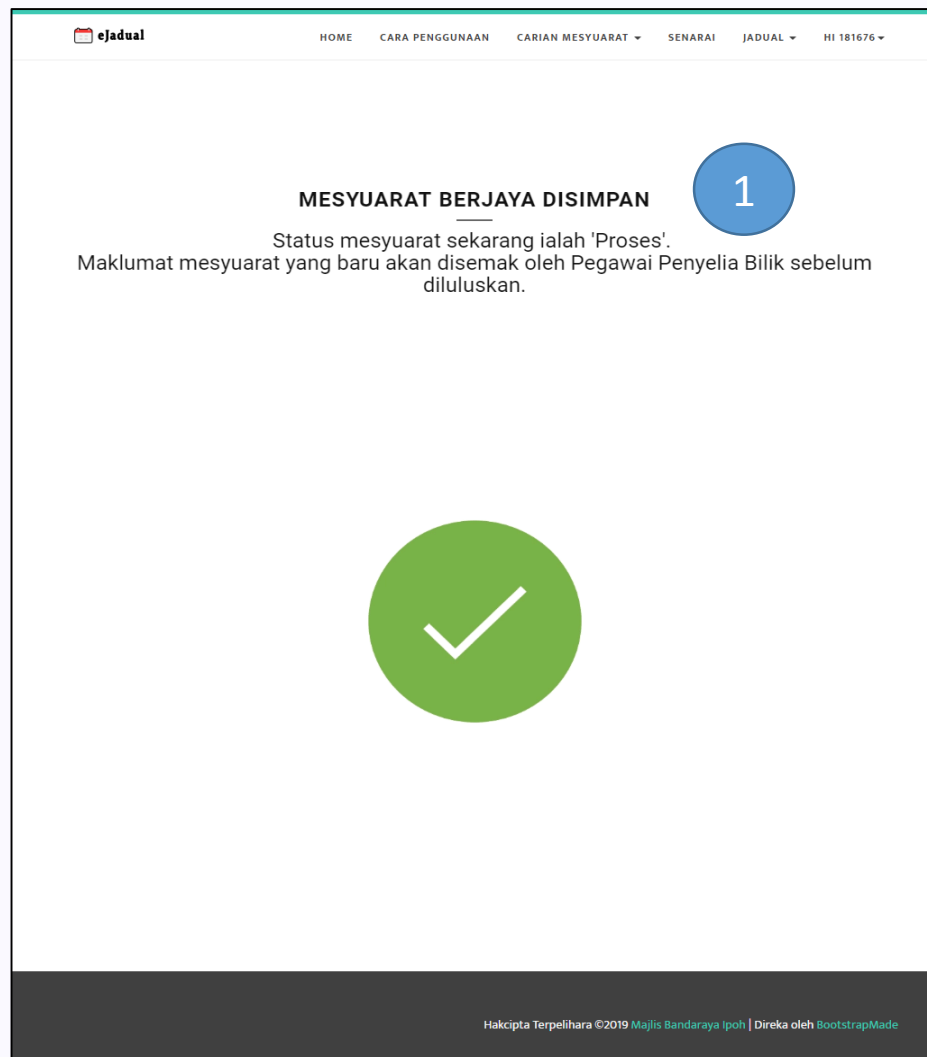 eJadual
HOME CARA PENGGUNAAN CARIAN MESYUARAT SENARAI JADUAL HI 181676
1
MESYUARAT BERJAYA DISIMPAN
Status mesyuarat sekarang ialah 'Proses'.
Maklumat mesyuarat yang baru akan disemak oleh Pegawai Penyelia Bilik sebelum
diluluskan.
Hakcipta Terpelihara ©2019 Majlis Bandaraya Ipoh | Direka oleh BootstrapMade